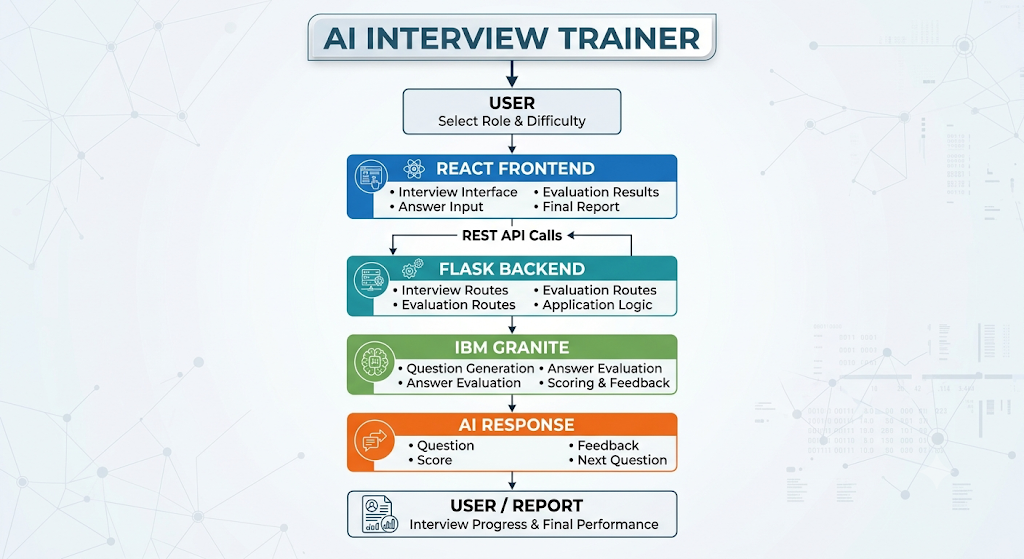 AI INTERVIEW TRAINER
USER
Select Role & Difficulty
REACT FRONTEND
• Interview Interface • Evaluation Results
• Answer Input • Final Report
REST API Calls
FLASK BACKEND
• Interview Routes • Evaluation Routes
• Evaluation Routes • Application Logic
IBM GRANITE
• Question Generation • Answer Evaluation
• Answer Evaluation • Scoring & Feedback
AI RESPONSE
• Question • Feedback
• Score • Next Question
USER / REPORT
Interview Progress & Final Performance